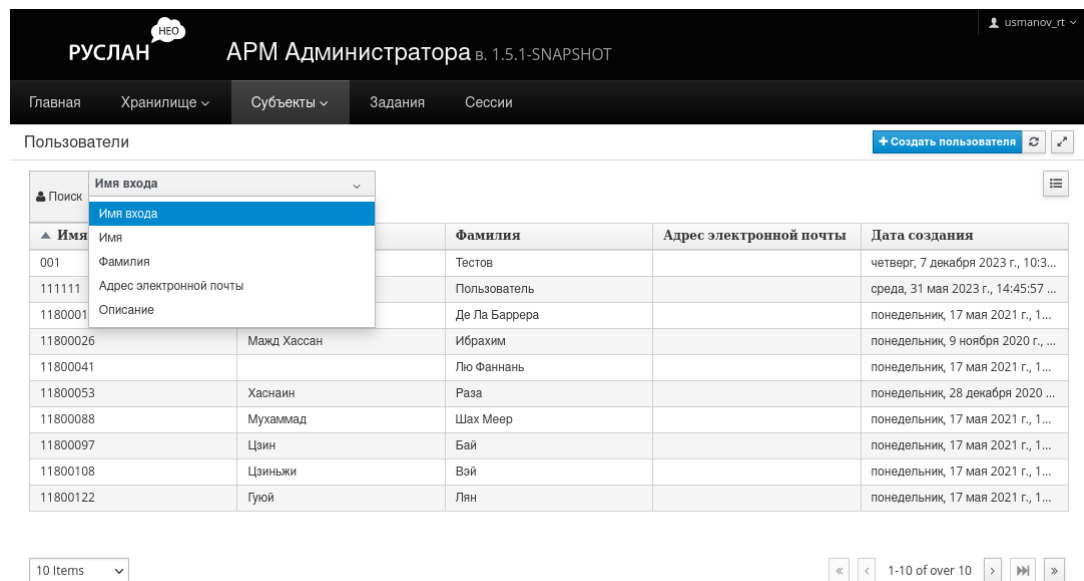 НЕО
РУСЛАН
АРМ Администратора в. 1.5.1-SNAPSHOT
usmanov_rt
Главная Хранилище Субъекты Задания Сессии
Пользователи
+ Создать пользователя
Поиск Имя входа
Имя входа
Имя
Фамилия
Адрес электронной почты
Описание
Имя Фамилия Адрес электронной почты Дата создания
001 Тестов четверг, 7 декабря 2023 г., 10:3...
111111 Пользователь среда, 31 мая 2023 г., 14:45:57 ...
1180001 Де Ла Баррера понедельник, 17 мая 2021 г., 1...
11800026 Мажд Хассан Ибрахим понедельник, 9 ноября 2020 г., ...
11800041 Лю Фаннань понедельник, 17 мая 2021 г., 1...
11800053 Хаснаин Раза понедельник, 28 декабря 2020 ...
11800088 Мухаммад Шах Меер понедельник, 17 мая 2021 г., 1...
11800097 Цзин Бай понедельник, 17 мая 2021 г., 1...
11800108 Цзиньжи Вэй понедельник, 17 мая 2021 г., 1...
11800122 Гуюй Лян понедельник, 17 мая 2021 г., 1...
10 Items 1-10 of over 10